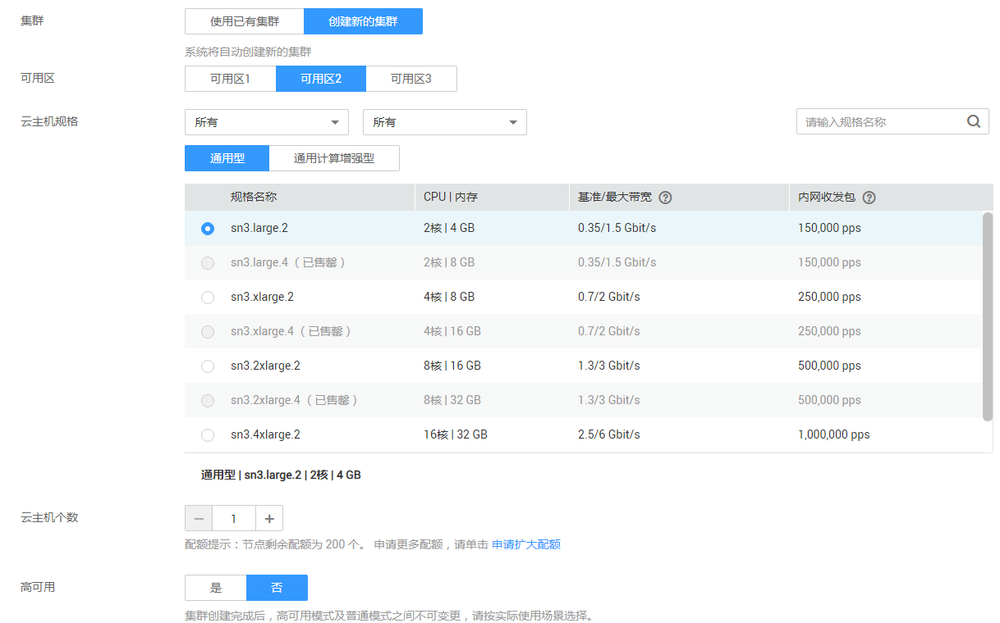 集群 使用已有集群 创建新的集群
系统将自动创建新的集群
可用区 可用区1 可用区2 可用区3
云主机规格 所有 所有 请输入规格名称
通用型 通用计算增强型
规格名称 CPU | 内存 基准/最大带宽 ? 内网收发包 ?
sn3.large.2 2核 | 4 GB 0.35/1.5 Gbit/s 150,000 pps
sn3.large.4（已售罄） 2核 | 8 GB 0.35/1.5 Gbit/s 150,000 pps
sn3.xlarge.2 4核 | 8 GB 0.7/2 Gbit/s 250,000 pps
sn3.xlarge.4（已售罄） 4核 | 16 GB 0.7/2 Gbit/s 250,000 pps
sn3.2xlarge.2 8核 | 16 GB 1.3/3 Gbit/s 500,000 pps
sn3.2xlarge.4（已售罄） 8核 | 32 GB 1.3/3 Gbit/s 500,000 pps
sn3.4xlarge.2 16核 | 32 GB 2.5/6 Gbit/s 1,000,000 pps
通用型 | sn3.large.2 | 2核 | 4 GB
云主机个数 − 1 +
配额提示：节点剩余配额为 200 个。 申请更多配额，请单击 申请扩大配额
高可用 是 否
集群创建完成后，高可用模式及普通模式之间不可变更，请按实际使用场景选择。